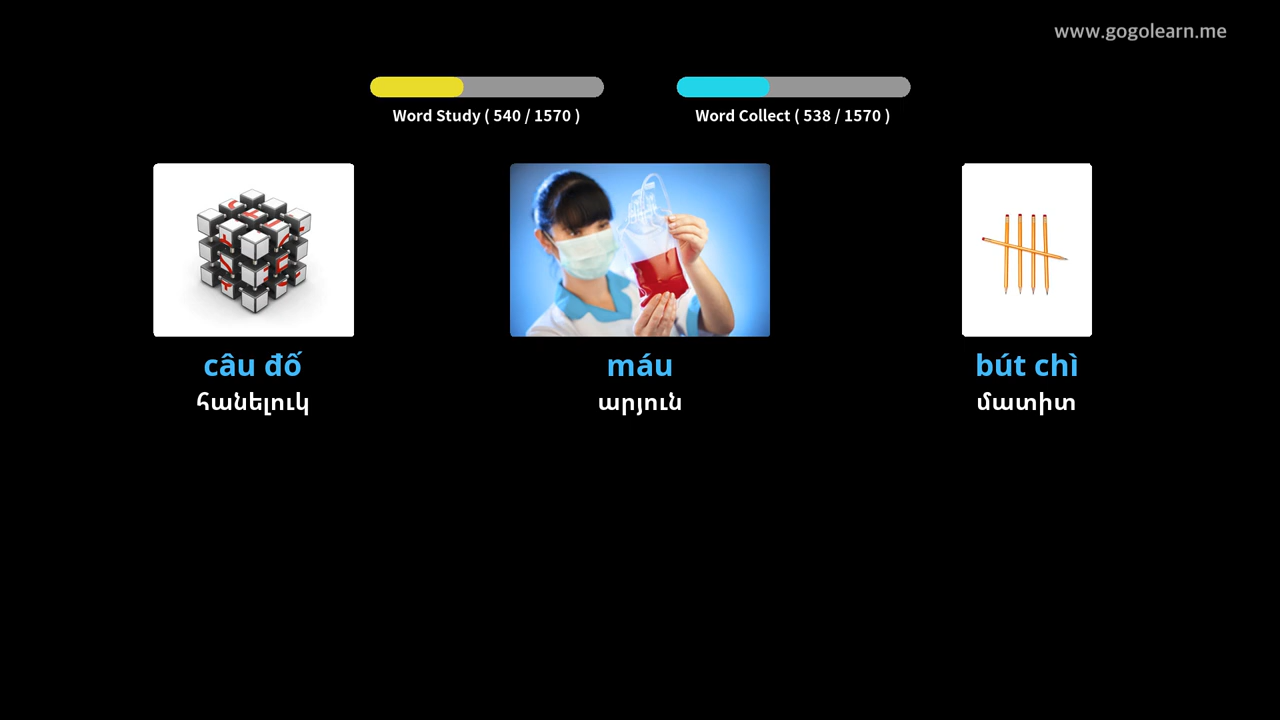 www.gogolearn.me
Word Study ( 540 / 1570 )
Word Collect ( 538 / 1570 )
câu đố
հանելուկ
máu
արյուն
bút chì
մատիտ